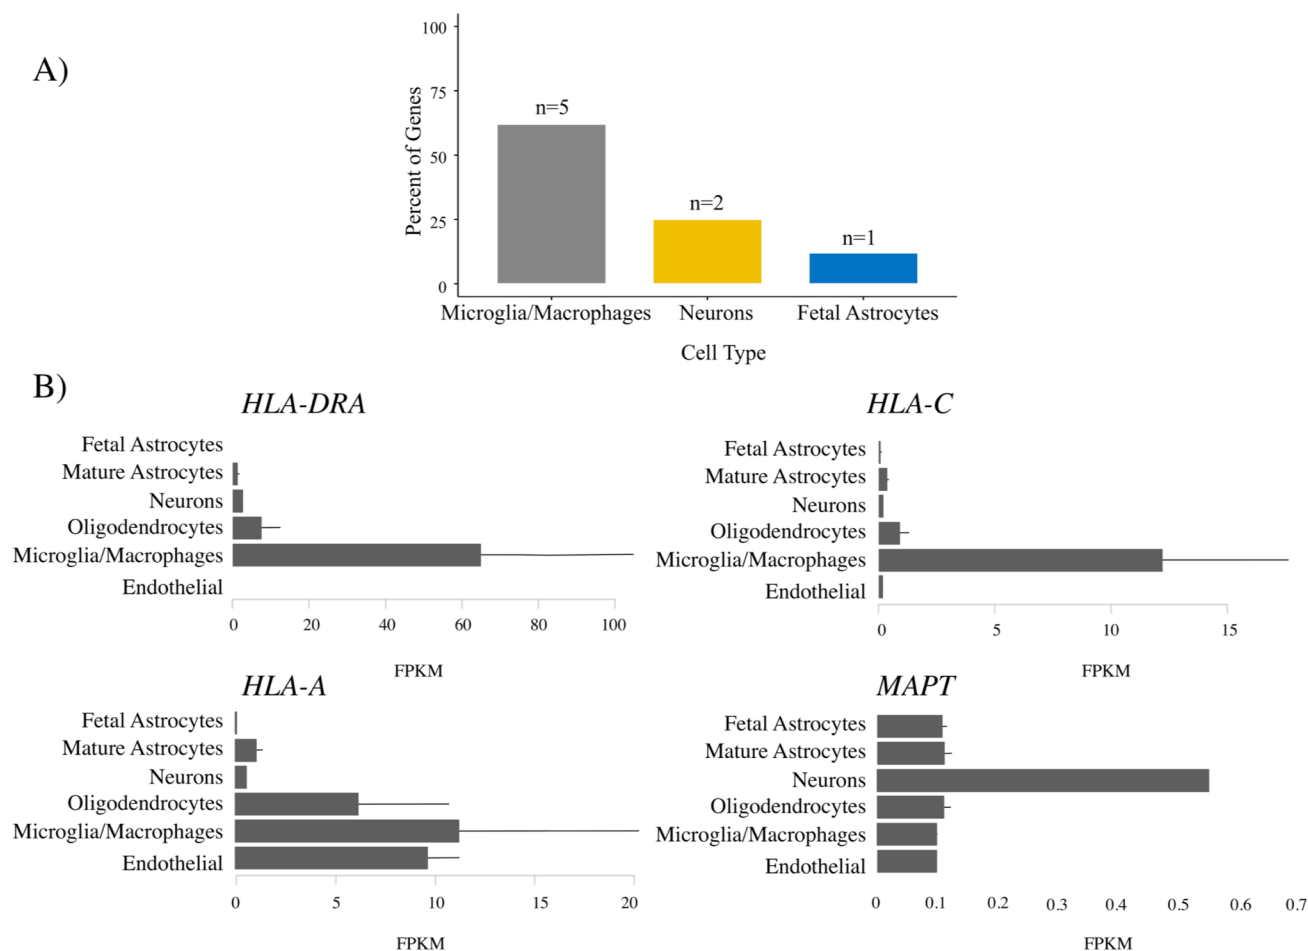 A)
Percent of Genes
100
75
50
25
0
n=5
n=2
n=1
Microglia/Macrophages
Neurons
Fetal Astrocytes
Cell Type
B)
HLA-DRA
Fetal Astrocytes
Mature Astrocytes
Neurons
Oligodendrocytes
Microglia/Macrophages
Endothelial
0 20 40 60 80 100
FPKM
HLA-C
Fetal Astrocytes
Mature Astrocytes
Neurons
Oligodendrocytes
Microglia/Macrophages
Endothelial
0 5 10 15
FPKM
HLA-A
Fetal Astrocytes
Mature Astrocytes
Neurons
Oligodendrocytes
Microglia/Macrophages
Endothelial
0 5 10 15 20
FPKM
MAPT
Fetal Astrocytes
Mature Astrocytes
Neurons
Oligodendrocytes
Microglia/Macrophages
Endothelial
0 0.1 0.2 0.3 0.4 0.5 0.6 0.7
FPKM